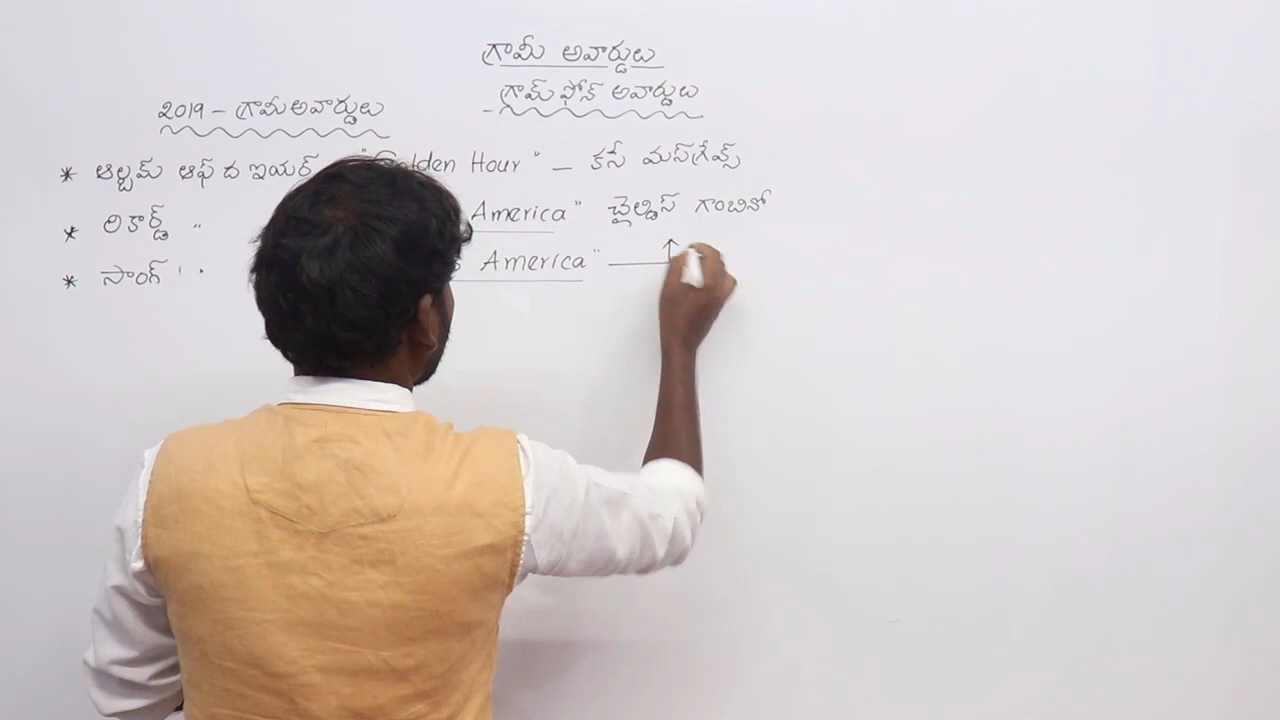 గ్రామీ అవార్డులు
- గ్రామ్ ఫోన్ అవార్డులు
2019 - గ్రామీ అవార్డులు
* ఆల్బమ్ ఆఫ్ ద ఇయర్ "Golden Hour" - కసే మస్‌గ్రేవ్స్
* రికార్డ్ " America" చైల్డిస్ గాంబినో
* సాంగ్ " America"